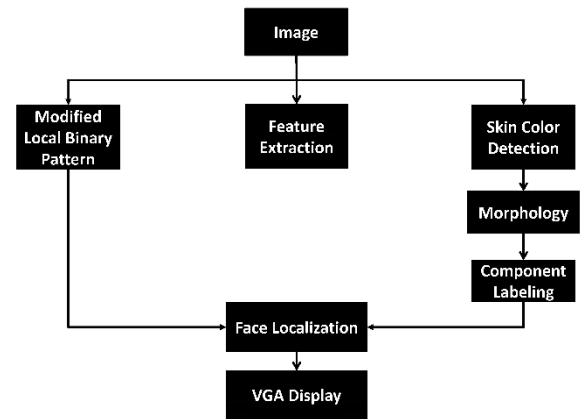 Image
Modified
Local Binary
Pattern
Feature
Extraction
Skin Color
Detection
Morphology
Component
Labeling
Face Localization
VGA Display